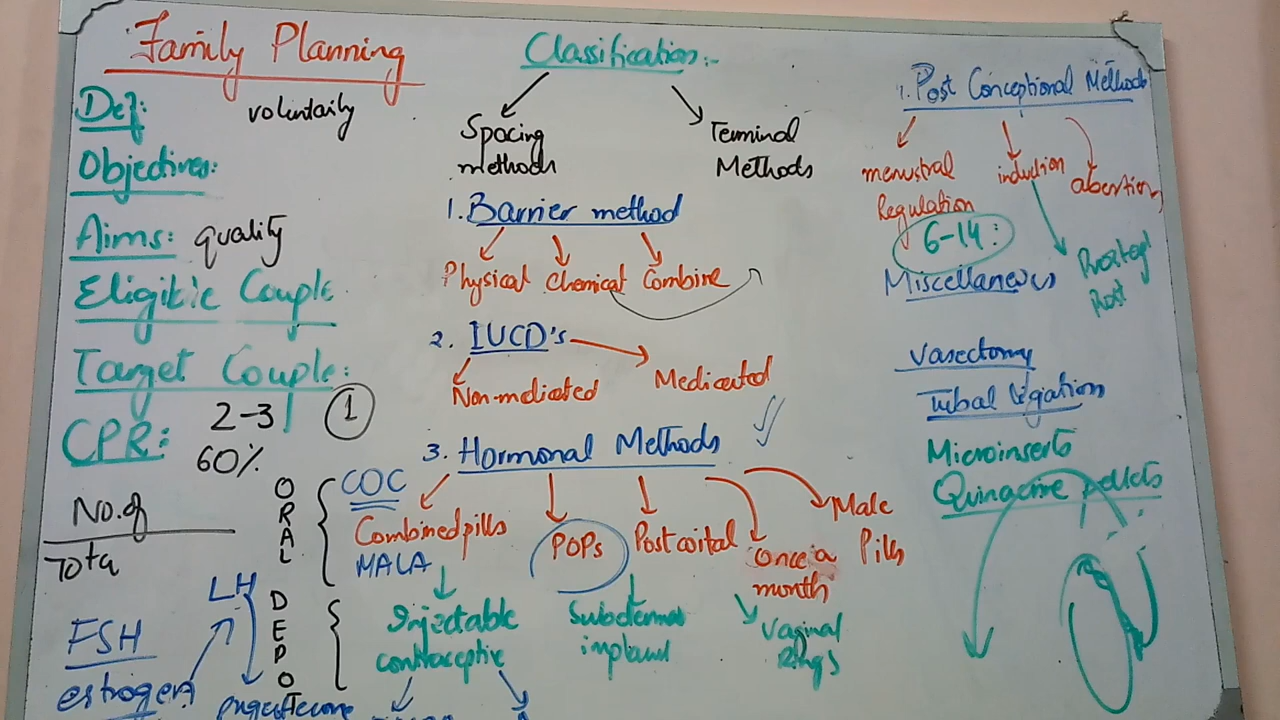 Family Planning
Def: voluntarily
Objectives:
Aims: quality
Eligible Couple
Target Couple:
2-3 1
CPR:
60%
No. of
Tota
FSH
estrogen
LH
ORAL
DEPO
Classification:-
Spacing methods
Terminal Methods
1. Barrier method
Physical Chemical Combine
2. IUCD's
Non-mediated
Medicated
3. Hormonal Methods
COC
Combined pills
MALA
POPs
Postcoital
Once a month
Male Pills
Injectable contraceptive
Subdermal
Vaginal Rings
1. Post Conceptional Methods
menustral Regulation
induction
abortion
6-14:
Miscellaneous
Vasectomy
Tubal
Microinserts
Quinacrine pellets